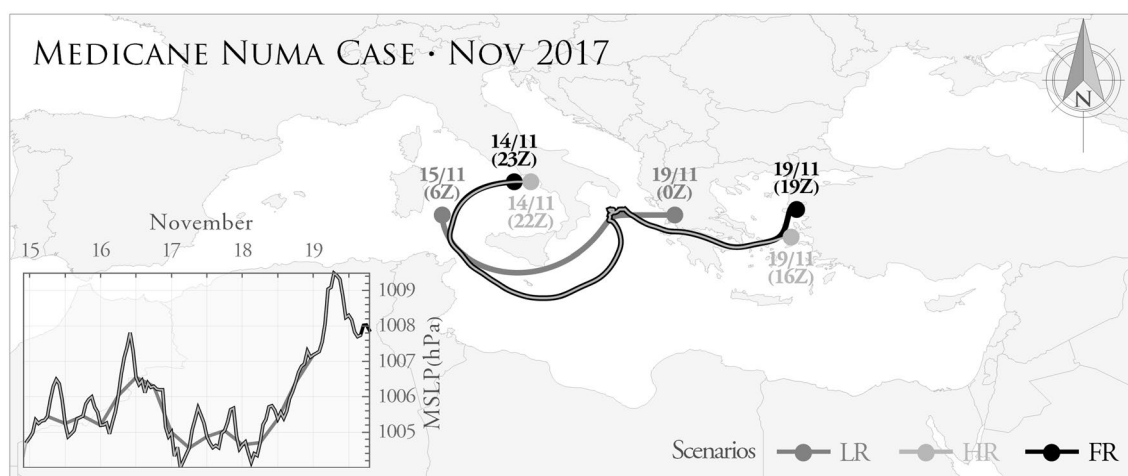 MEDICANE NUMA CASE · NOV 2017
N
14/11
(23Z)
15/11
(6Z)
14/11
(22Z)
19/11
(0Z)
19/11
(19Z)
19/11
(16Z)
November
15 16 17 18 19
1009
1008
1007
1006
1005
MSLP(hPa)
Scenarios LR HR FR